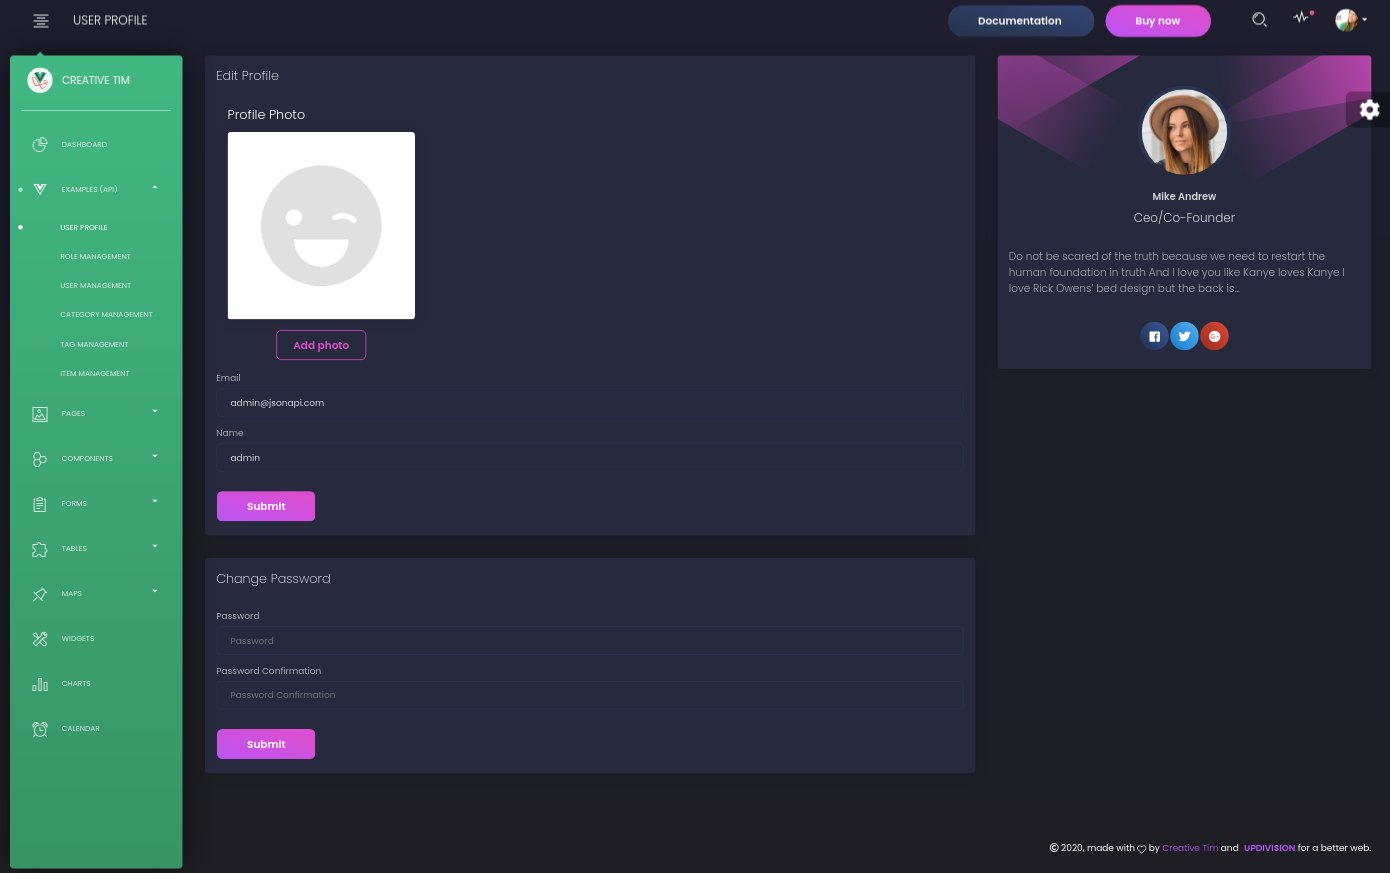 USER PROFILE
Documentation
Buy now
CREATIVE TIM
DASHBOARD
EXAMPLES (API)
USER PROFILE
ROLE MANAGEMENT
USER MANAGEMENT
CATEGORY MANAGEMENT
TAG MANAGEMENT
ITEM MANAGEMENT
PAGES
COMPONENTS
FORMS
TABLES
MAPS
WIDGETS
CHARTS
CALENDAR
Edit Profile
Profile Photo
Add photo
Email
admin@jsonapi.com
Name
admin
Submit
Change Password
Password
Password
Password Confirmation
Password Confirmation
Submit
Mike Andrew
Ceo/Co-Founder
Do not be scared of the truth because we need to restart the
human foundation in truth And I love you like Kanye loves Kanye I
love Rick Owens’ bed design but the back is...
© 2020, made with ♡ by Creative Tim and UPDIVISION for a better web.